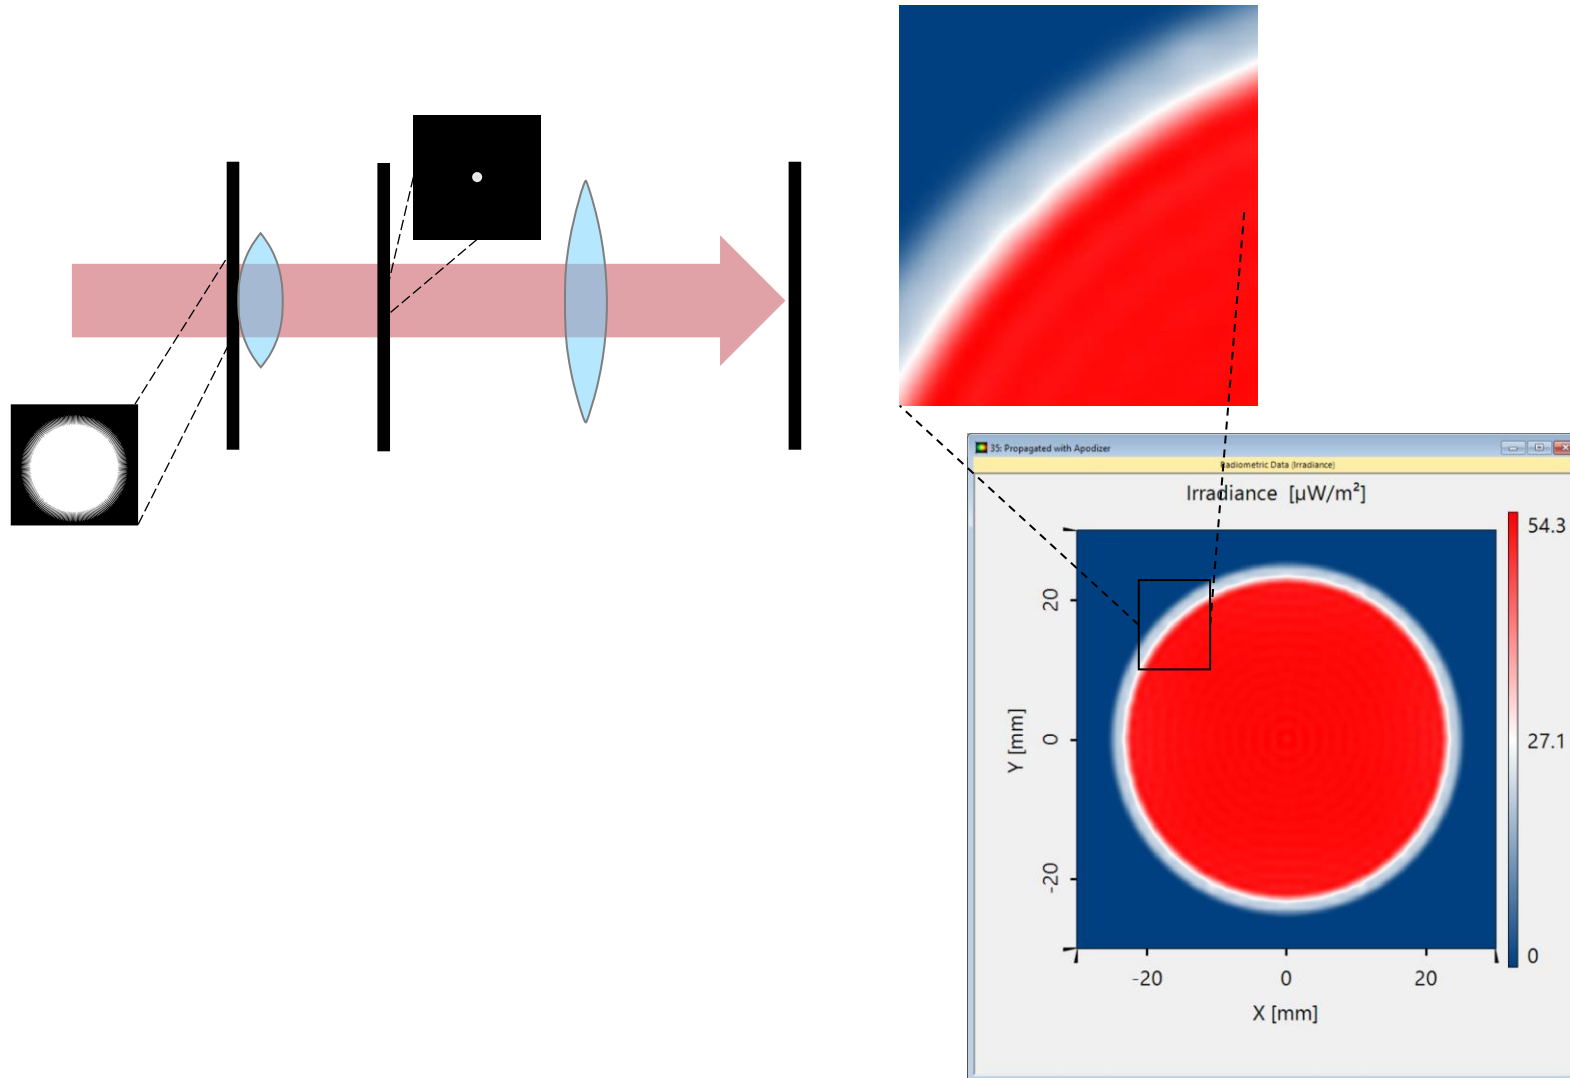 35: Propagated with Apodizer
Radiometric Data (Irradiance)
Irradiance [μW/m²]
54.3
27.1
0
20
0
-20
Y [mm]
-20
0
20
X [mm]